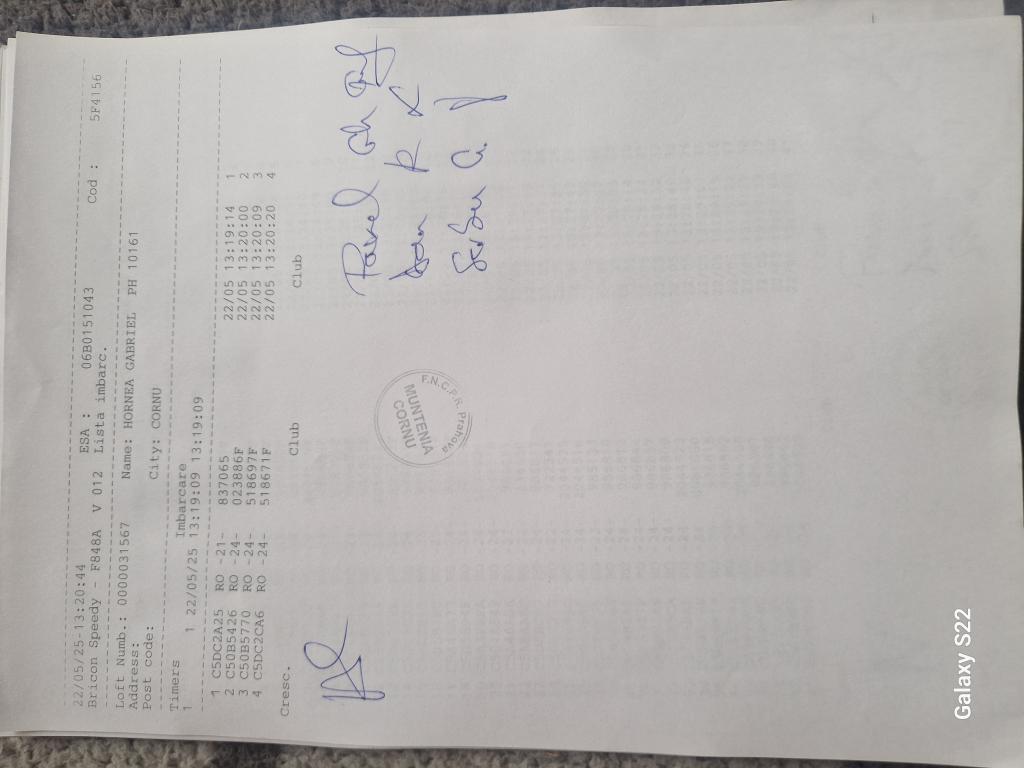 22/05/25-13:20:44 ESA : 06B0151043 Cod : 5F4156
Bricon Speedy - F848A V 012 Lista imbarc.
Loft Numb.: 0000031567 Name: HORNEA GABRIEL PH 10161
Address:
Post code: City: CORNU
Timers Imbarcare
1 1 22/05/25 13:19:09 13:19:09
1 C5DC2A25 RO -21- 837065 22/05 13:19:14 1
2 C50B5426 RO -24- 023886F 22/05 13:20:00 2
3 C50B5770 RO -24- 518697F 22/05 13:20:09 3
4 C5DC2CA6 RO -24- 518671F 22/05 13:20:20 4
Cresc. Club Club
Pavel Gh
F.N.C.P.R. Prahova
MUNTENIA
CORNU
Galaxy S22